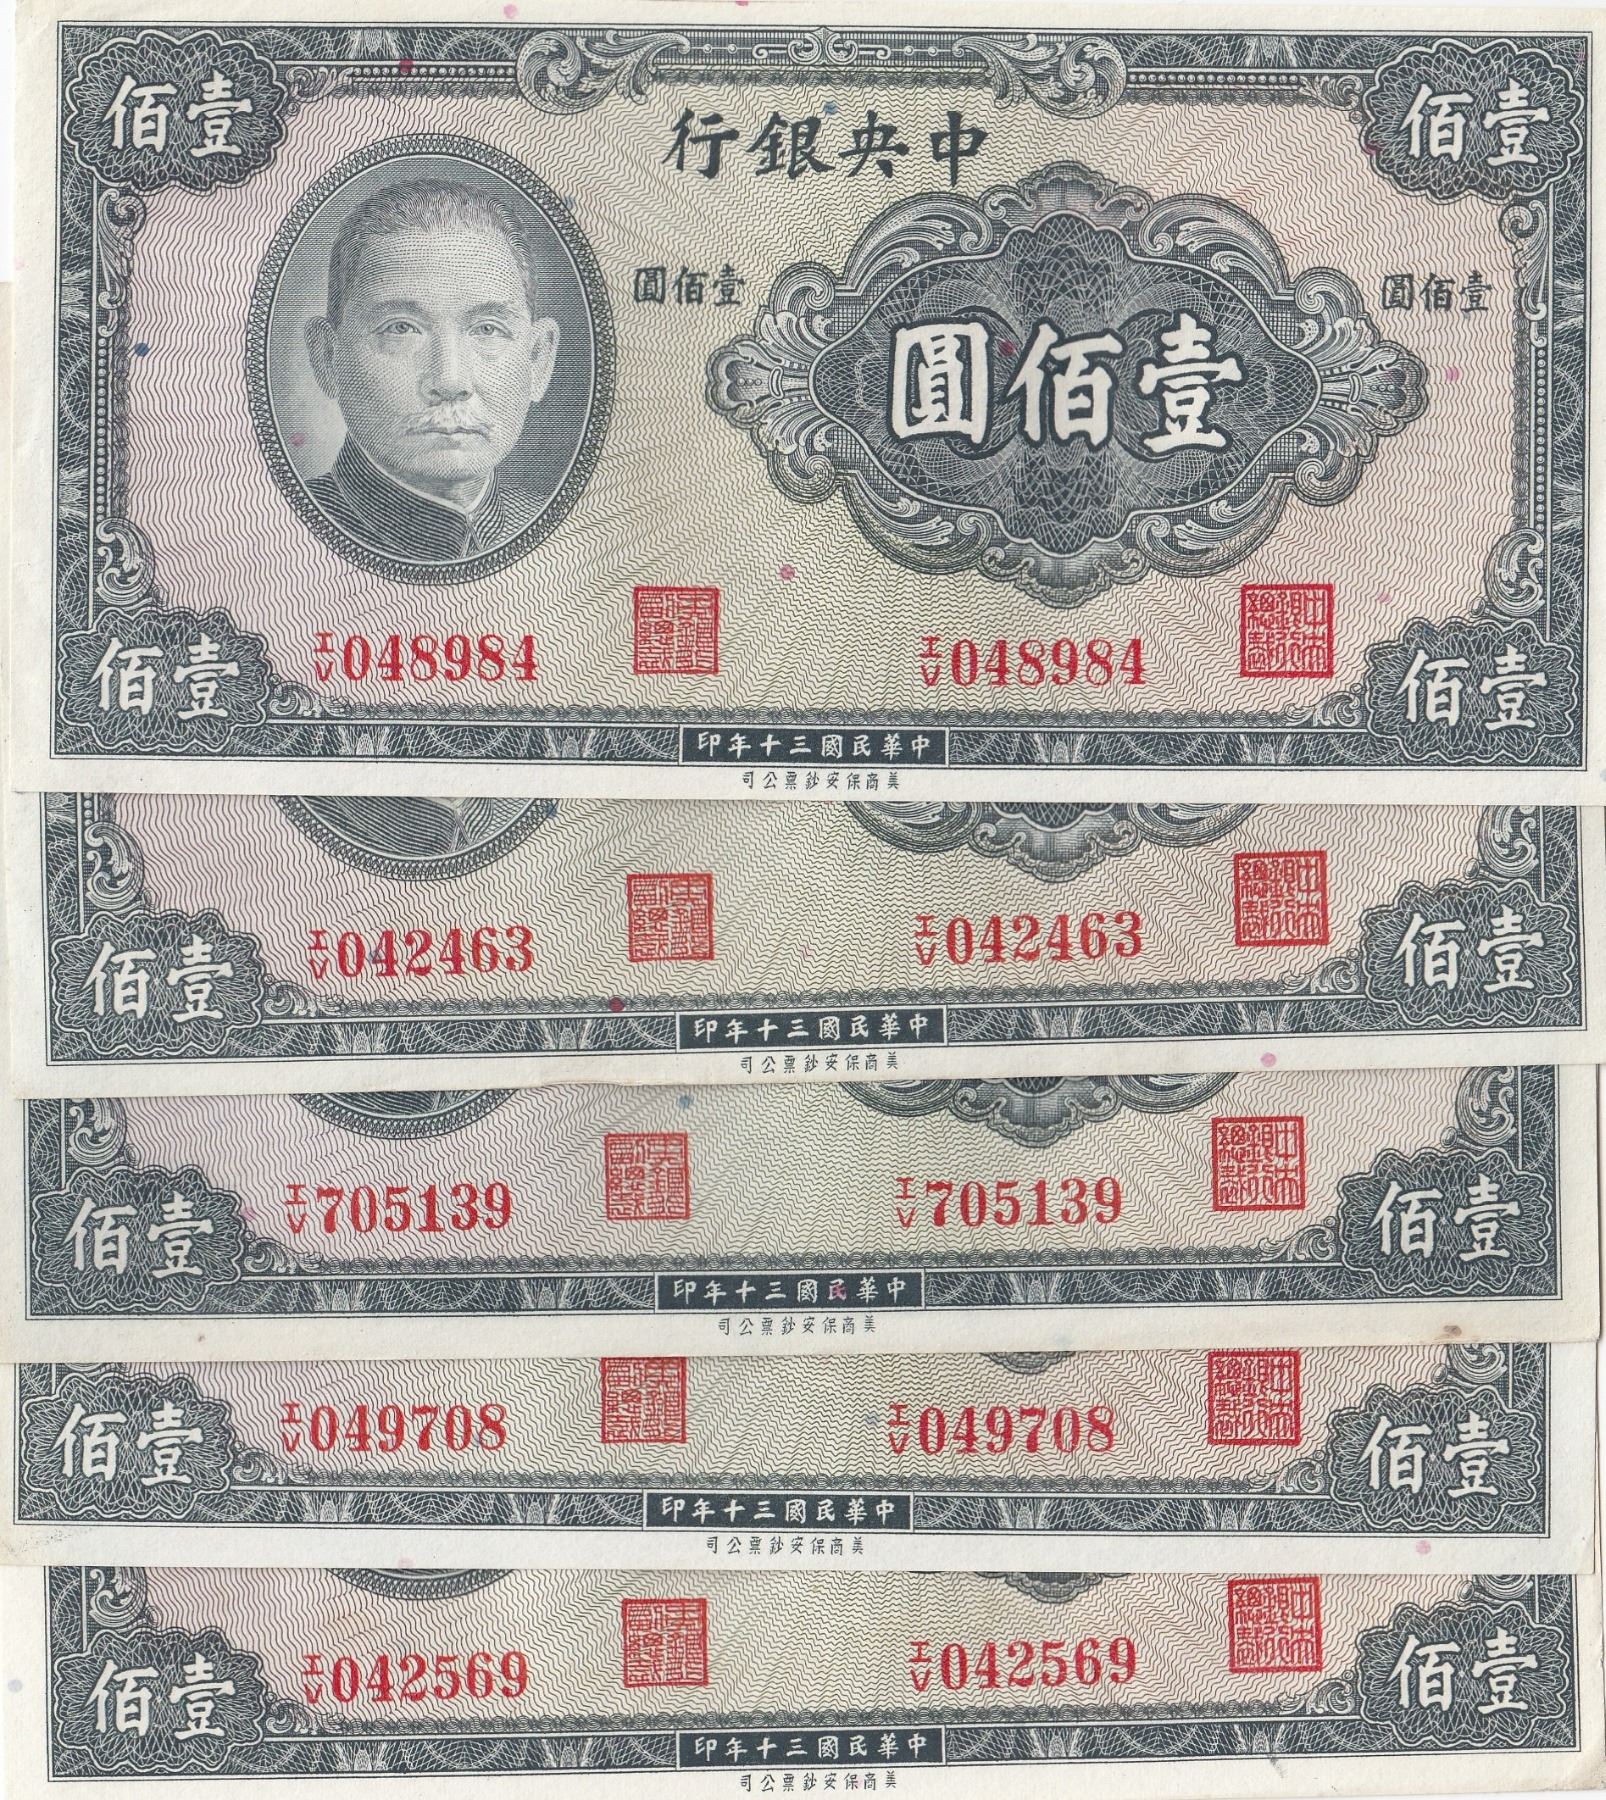 壹佰
中央銀行
壹佰
壹佰圓
壹佰圓
壹佰圓
I/V 048984
I/V 048984
壹佰
壹佰
中華民國三十年印
美商保安鈔票公司
I/V 042463
I/V 042463
壹佰
壹佰
中華民國三十年印
美商保安鈔票公司
I/V 705139
I/V 705139
壹佰
壹佰
中華民國三十年印
美商保安鈔票公司
I/V 049708
I/V 049708
壹佰
壹佰
中華民國三十年印
美商保安鈔票公司
I/V 042569
I/V 042569
壹佰
壹佰
中華民國三十年印
美商保安鈔票公司